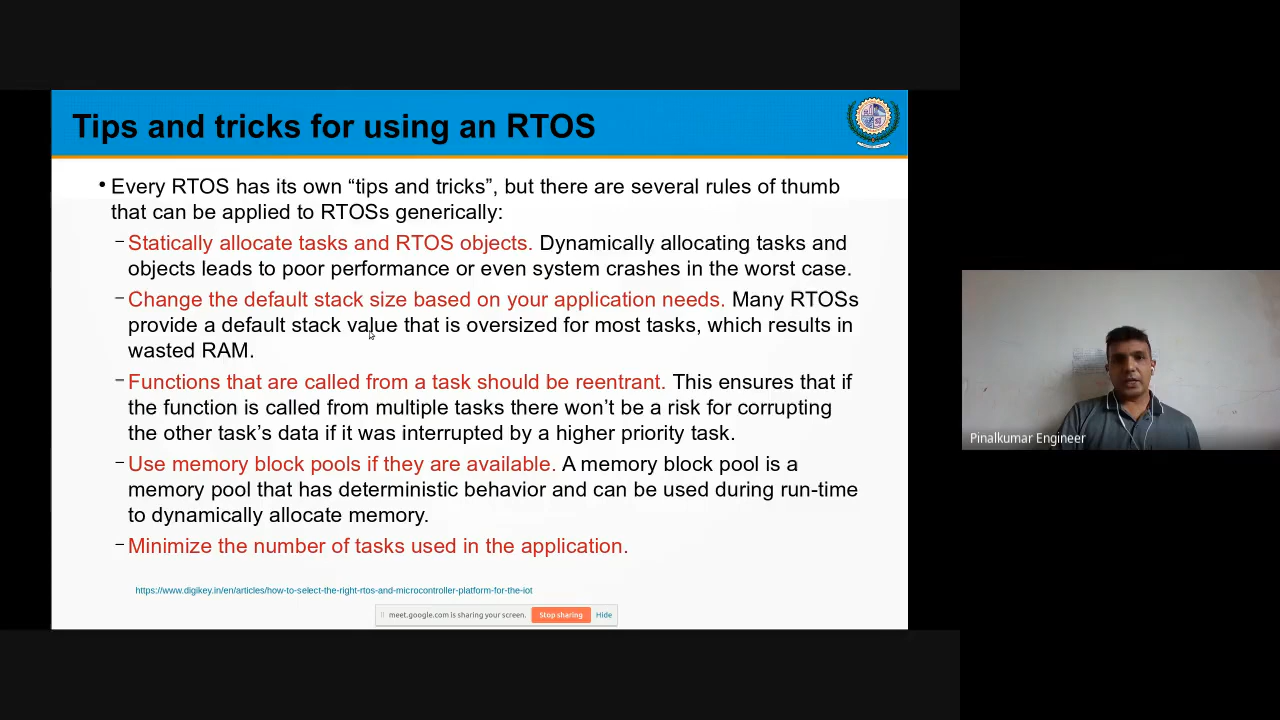 Tips and tricks for using an RTOS
• Every RTOS has its own “tips and tricks”, but there are several rules of thumb
that can be applied to RTOSs generically:
– Statically allocate tasks and RTOS objects. Dynamically allocating tasks and
objects leads to poor performance or even system crashes in the worst case.
– Change the default stack size based on your application needs. Many RTOSs
provide a default stack value that is oversized for most tasks, which results in
wasted RAM.
– Functions that are called from a task should be reentrant. This ensures that if
the function is called from multiple tasks there won’t be a risk for corrupting
the other task’s data if it was interrupted by a higher priority task.
– Use memory block pools if they are available. A memory block pool is a
memory pool that has deterministic behavior and can be used during run-time
to dynamically allocate memory.
– Minimize the number of tasks used in the application.
https://www.digikey.in/en/articles/how-to-select-the-right-rtos-and-microcontroller-platform-for-the-iot
meet.google.com is sharing your screen. Stop sharing Hide
Pinalkumar Engineer